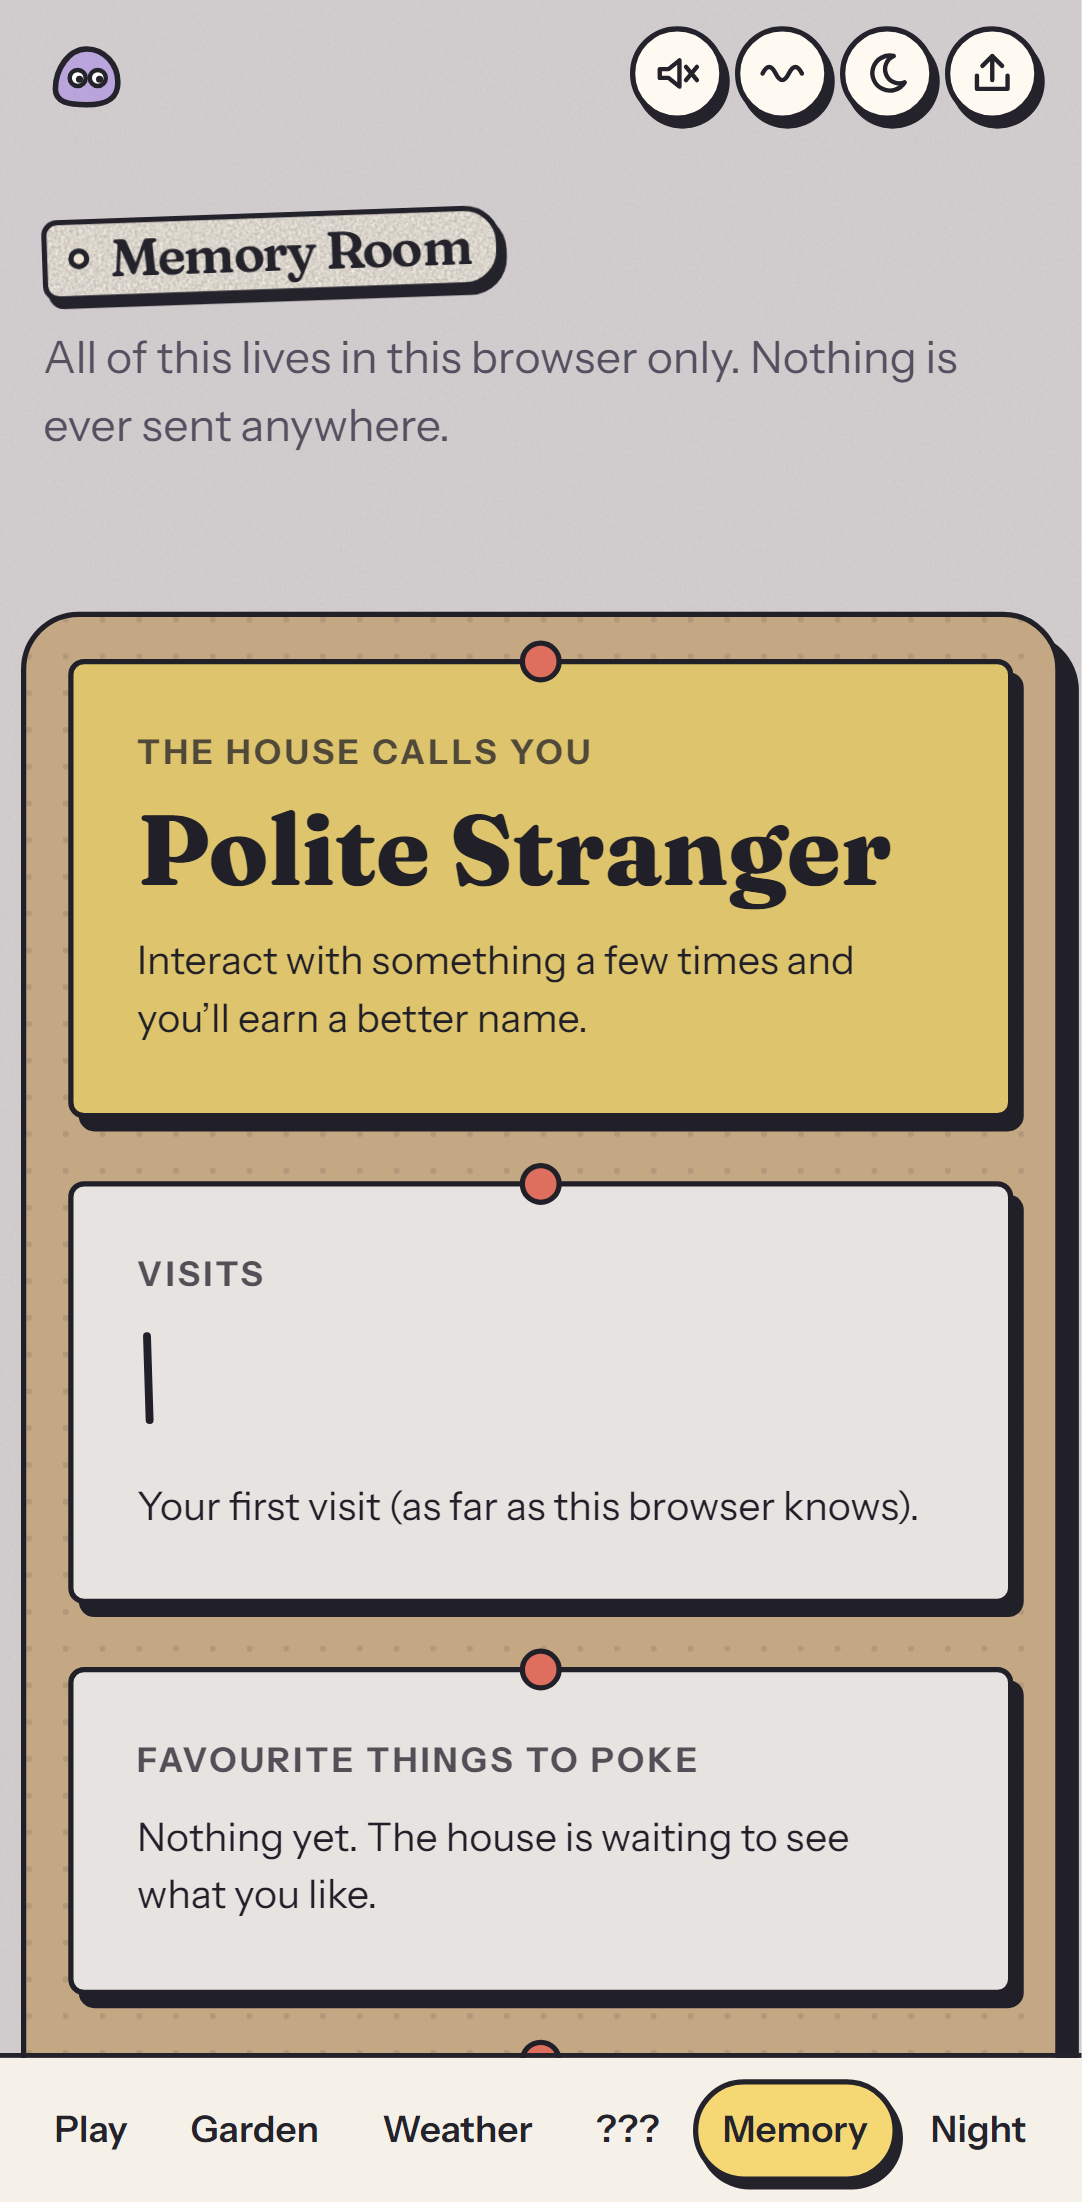 Memory Room
All of this lives in this browser only. Nothing is
ever sent anywhere.
THE HOUSE CALLS YOU
Polite Stranger
Interact with something a few times and
you’ll earn a better name.
VISITS
Your first visit (as far as this browser knows).
FAVOURITE THINGS TO POKE
Nothing yet. The house is waiting to see
what you like.
Play Garden Weather ??? Memory Night